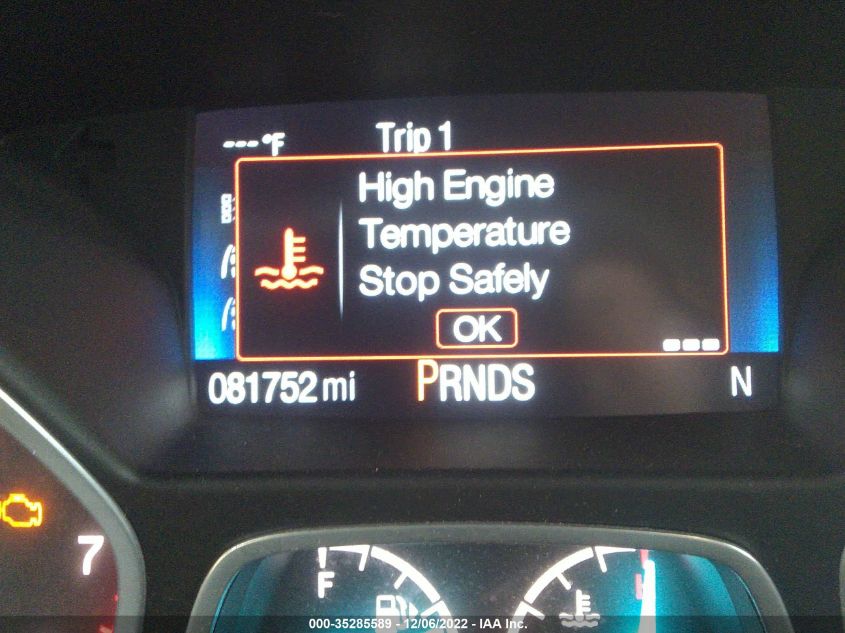 ---°F Trip 1
High Engine
Temperature
Stop Safely
OK
081752 mi PRNDS N
7
F H
000-35285589 - 12/06/2022 - IAA Inc.